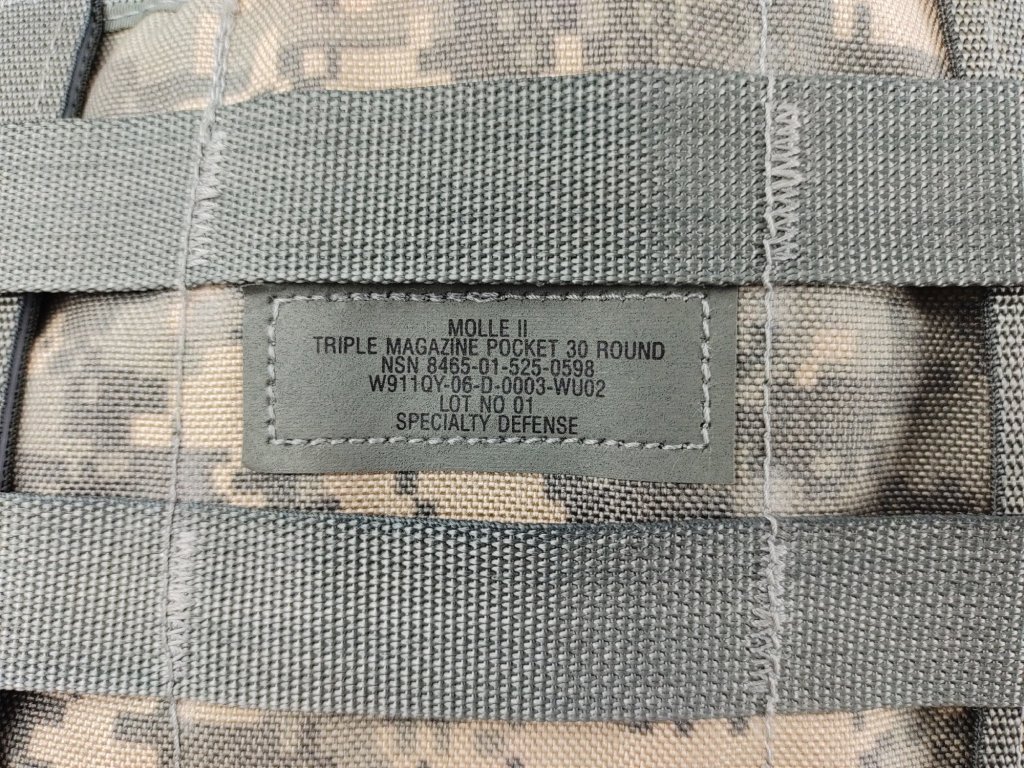 MOLLE II
TRIPLE MAGAZINE POCKET 30 ROUND
NSN 8465-01-525-0598
W911QY-06-D-0003-WU02
LOT NO 01
SPECIALTY DEFENSE